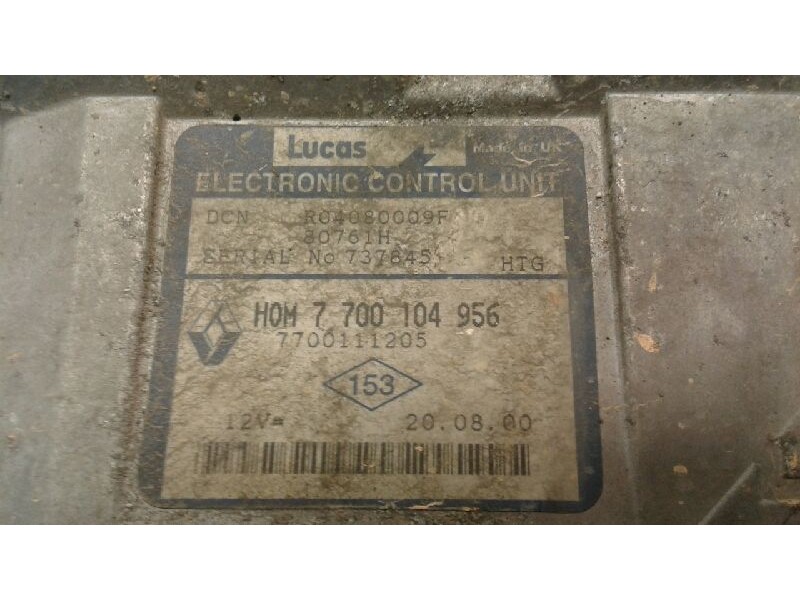 Lucas
Made in UK
ELECTRONIC CONTROL UNIT
DCN R04080009F
80761H
SERIAL No 737645
HTG
HOM 7 700 104 956
7700111205
153
12V=
20.08.00